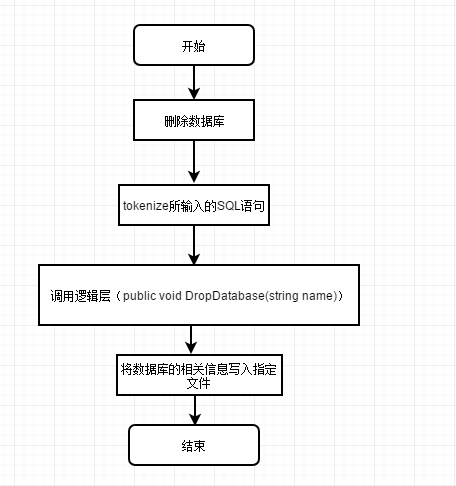 开始
删除数据库
tokenize所输入的SQL语句
调用逻辑层（public void DropDatabase(string name)）
将数据库的相关信息写入指定
文件
结束